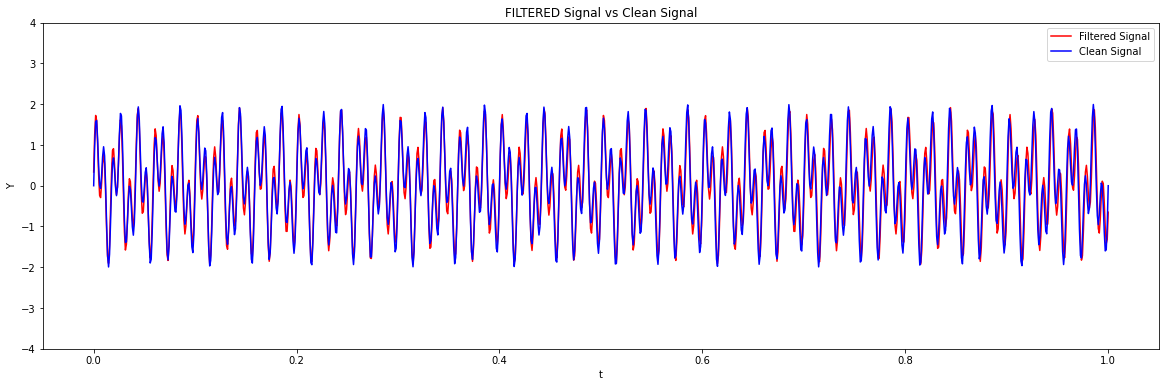 FILTERED Signal vs Clean Signal
Filtered Signal
Clean Signal
4
3
2
1
0
−1
−2
−3
−4
Y
0.0 0.2 0.4 0.6 0.8 1.0
t